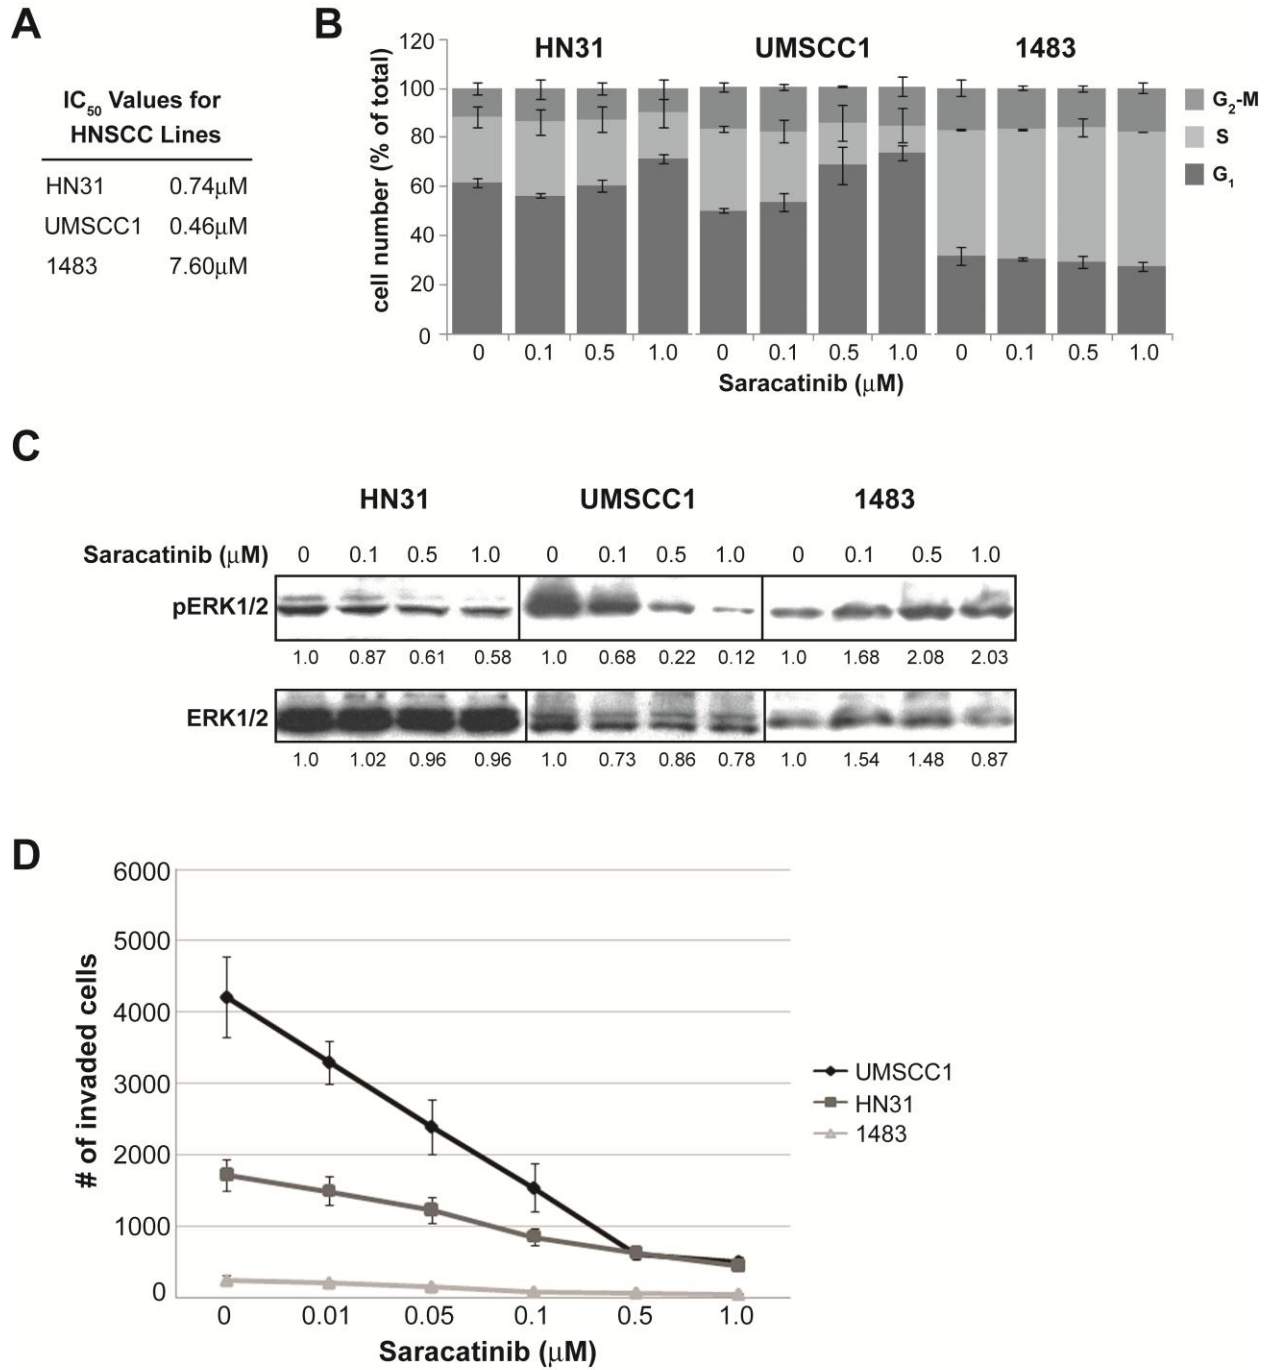 A
IC50 Values for
HNSCC Lines
HN31 0.74μM
UMSCC1 0.46μM
1483 7.60μM
B
HN31 UMSCC1 1483
cell number (% of total)
120
100
80
60
40
20
0
0 0.1 0.5 1.0 0 0.1 0.5 1.0 0 0.1 0.5 1.0
Saracatinib (μM)
G2-M
S
G1
C
HN31 UMSCC1 1483
Saracatinib (μM) 0 0.1 0.5 1.0 0 0.1 0.5 1.0 0 0.1 0.5 1.0
pERK1/2
1.0 0.87 0.61 0.58 1.0 0.68 0.22 0.12 1.0 1.68 2.08 2.03
ERK1/2
1.0 1.02 0.96 0.96 1.0 0.73 0.86 0.78 1.0 1.54 1.48 0.87
D
# of invaded cells
6000
5000
4000
3000
2000
1000
0
0 0.01 0.05 0.1 0.5 1.0
Saracatinib (μM)
UMSCC1
HN31
1483